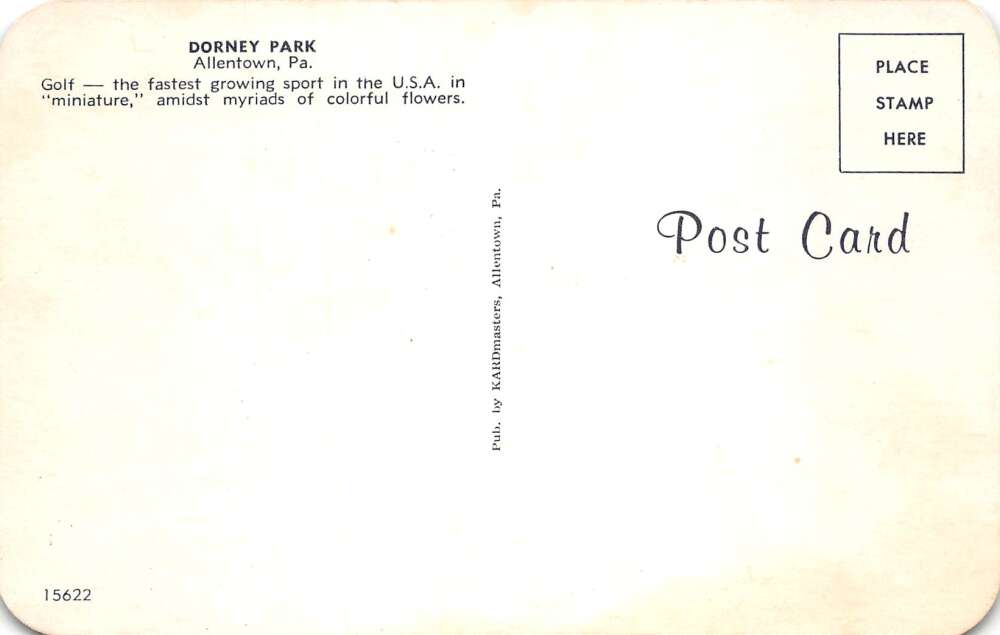 DORNEY PARK
Allentown, Pa.
Golf — the fastest growing sport in the U.S.A. in
"miniature," amidst myriads of colorful flowers.
PLACE
STAMP
HERE
Post Card
Pub. by KARDmasters, Allentown, Pa.
15622